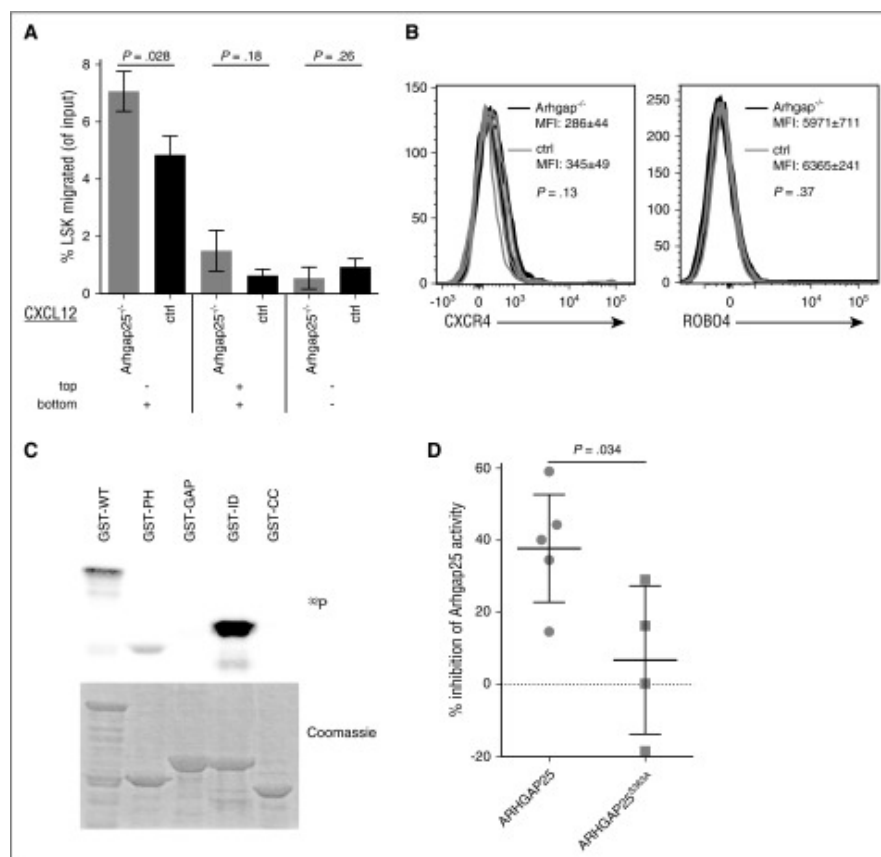 A
P = .028
P = .18
P = .26
8
6
4
2
0
% LSK migrated (of input)
CXCL12
Arhgap25-/-
ctrl
Arhgap25-/-
ctrl
Arhgap25-/-
ctrl
top
-
+
-
bottom
+
+
-
B
150
100
50
0
Arhgap-/-
MFI: 286±44
ctrl
MFI: 345±49
P = .13
-10³ 0 10³ 10⁴ 10⁵
CXCR4
250
200
150
100
50
0
Arhgap-/-
MFI: 5971±711
ctrl
MFI: 6365±241
P = .37
0 10⁴ 10⁵
ROBO4
C
GST-WT
GST-PH
GST-GAP
GST-ID
GST-CC
³²P
Coomassie
D
P = .034
60
40
20
0
-20
% inhibition of Arhgap25 activity
ARHGAP25
ARHGAP25S363A